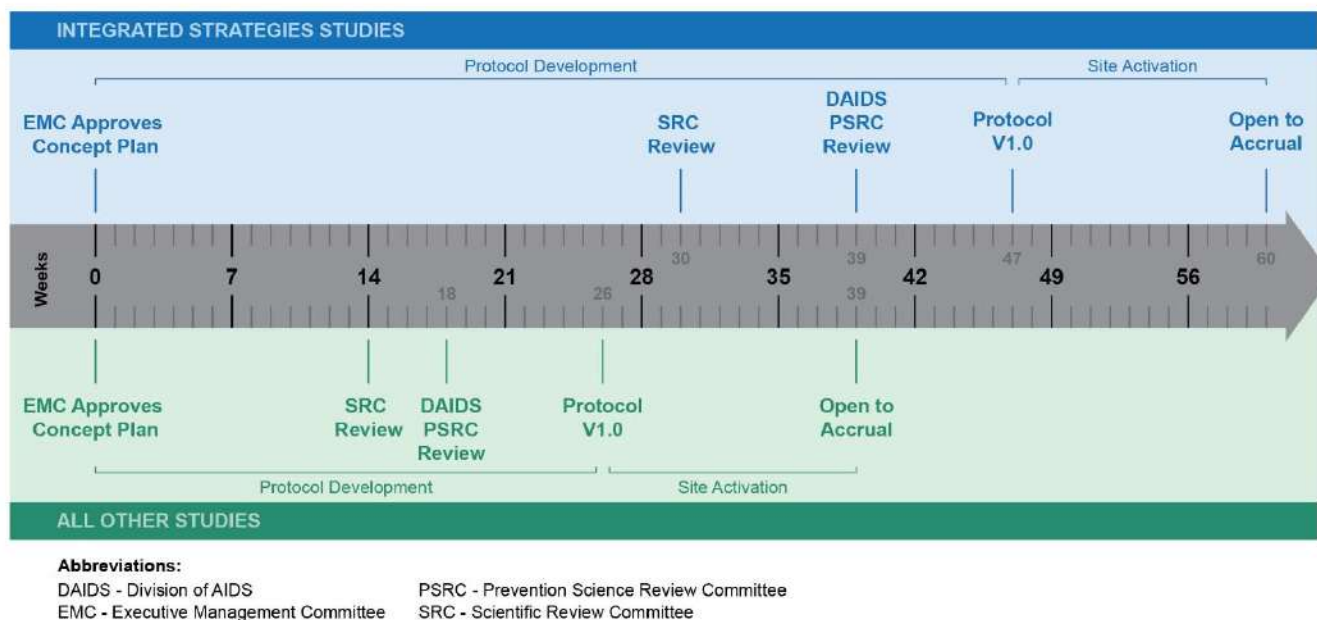 INTEGRATED STRATEGIES STUDIES
Protocol Development
Site Activation
EMC Approves
Concept Plan
SRC
Review
DAIDS
PSRC
Review
Protocol
V1.0
Open to
Accrual
30
39
47
60
Weeks
0
7
14
21
28
35
42
49
56
18
26
39
EMC Approves
Concept Plan
SRC
Review
DAIDS
PSRC
Review
Protocol
V1.0
Open to
Accrual
Protocol Development
Site Activation
ALL OTHER STUDIES
Abbreviations:
DAIDS - Division of AIDS
PSRC - Prevention Science Review Committee
EMC - Executive Management Committee
SRC - Scientific Review Committee